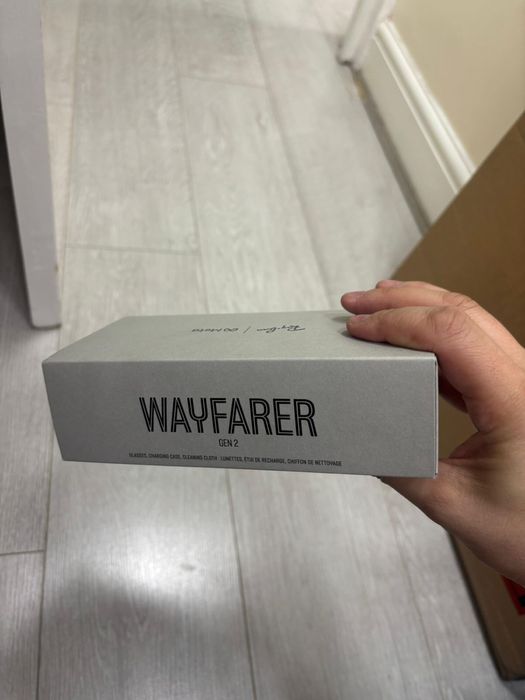 Ray-Ban | ∞ Meta
WAYFARER
GEN 2
GLASSES, CHARGING CASE, CLEANING CLOTH | LUNETTES, ÉTUI DE RECHARGE, CHIFFON DE NETTOYAGE